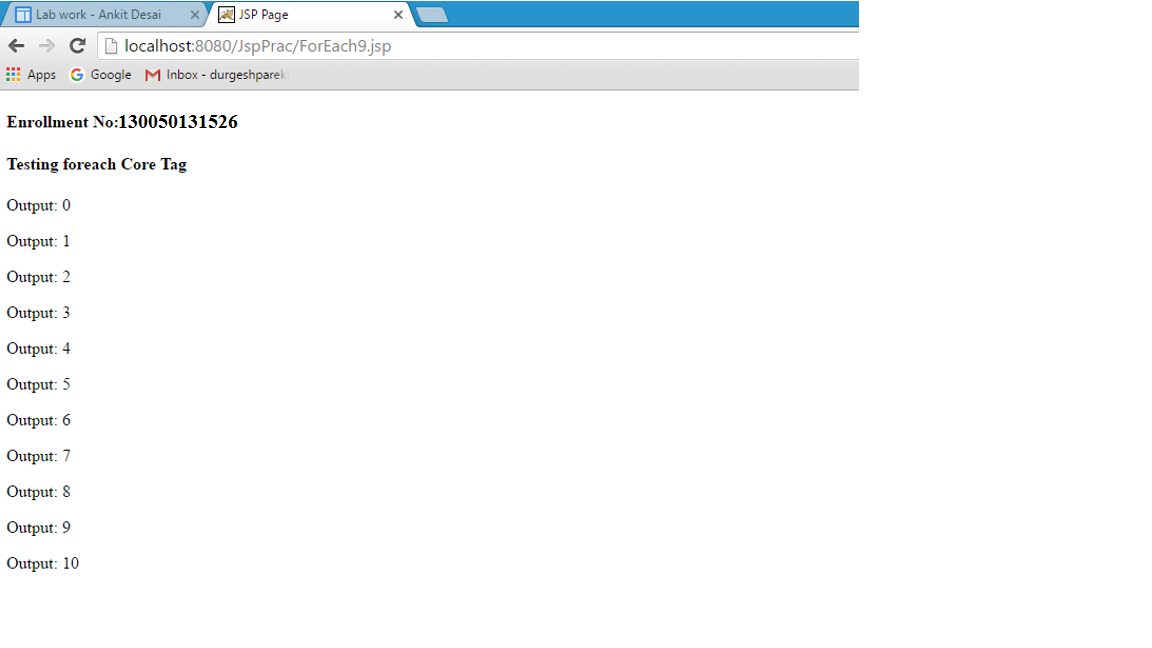 Lab work - Ankit Desai
JSP Page
localhost:8080/JspPrac/ForEach9.jsp
Apps Google Inbox - durgeshparek
Enrollment No:130050131526
Testing foreach Core Tag
Output: 0
Output: 1
Output: 2
Output: 3
Output: 4
Output: 5
Output: 6
Output: 7
Output: 8
Output: 9
Output: 10